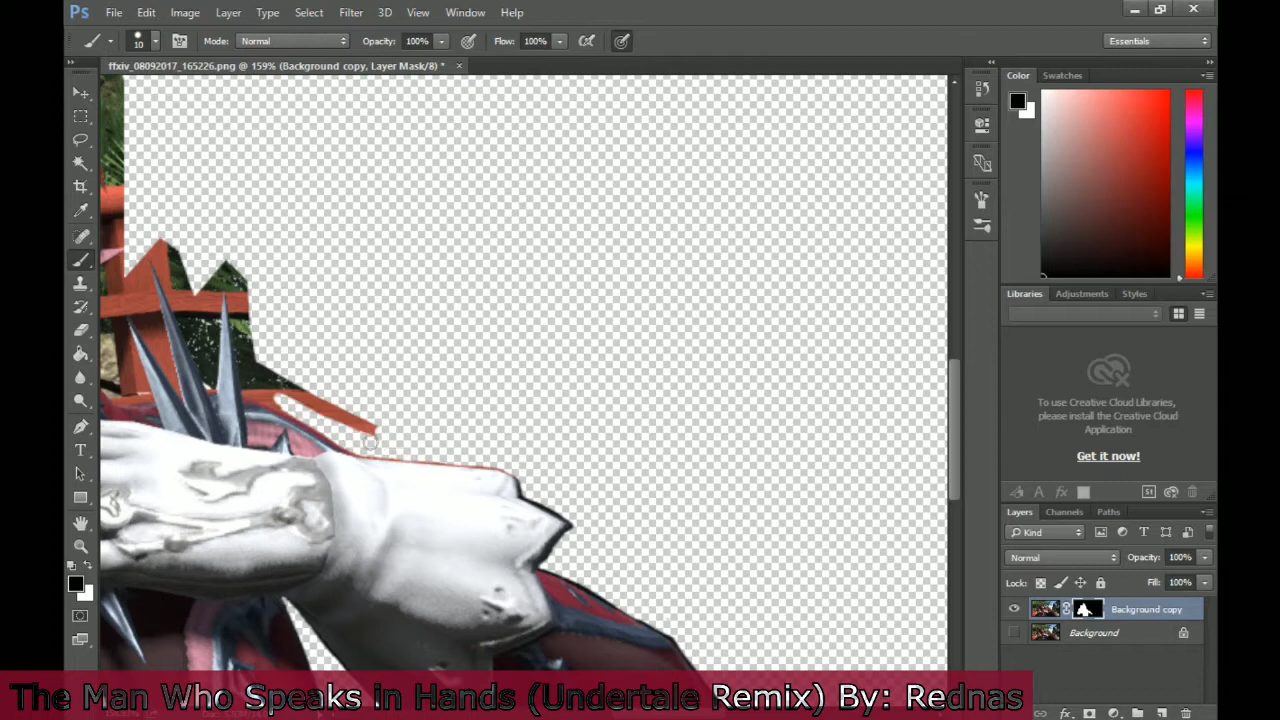 Ps File Edit Image Layer Type Select Filter 3D View Window Help
10 Mode: Normal Opacity: 100% Flow: 100% Essentials
ffxiv_08092017_165226.png @ 159% (Background copy, Layer Mask/8) *
Color Swatches
Libraries Adjustments Styles
To use Creative Cloud Libraries,
please install the Creative Cloud
Application
Get it now!
Layers Channels Paths
Kind
Normal Opacity: 100%
Lock: Fill: 100%
Background copy
Background
The Man Who Speaks in Hands (Undertale Remix) By: Rednas